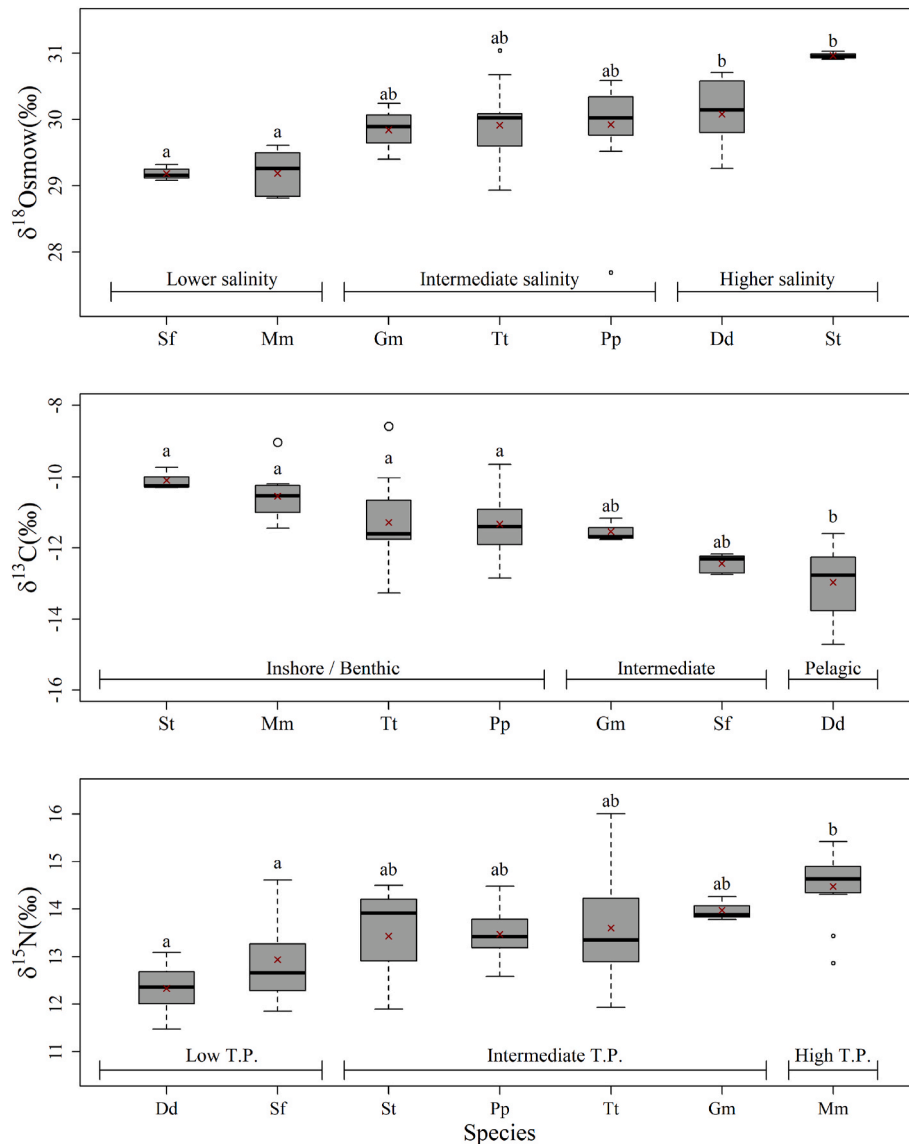 δ18Osmow(‰)
31
30
29
28
a
a
ab
ab
ab
b
b
Lower salinity
Intermediate salinity
Higher salinity
Sf
Mm
Gm
Tt
Pp
Dd
St
δ13C(‰)
-8
-10
-12
-14
-16
a
a
a
a
ab
ab
b
Inshore / Benthic
Intermediate
Pelagic
St
Mm
Tt
Pp
Gm
Sf
Dd
δ15N(‰)
16
15
14
13
12
11
a
a
ab
ab
ab
ab
b
Low T.P.
Intermediate T.P.
High T.P.
Dd
Sf
St
Pp
Tt
Gm
Mm
Species